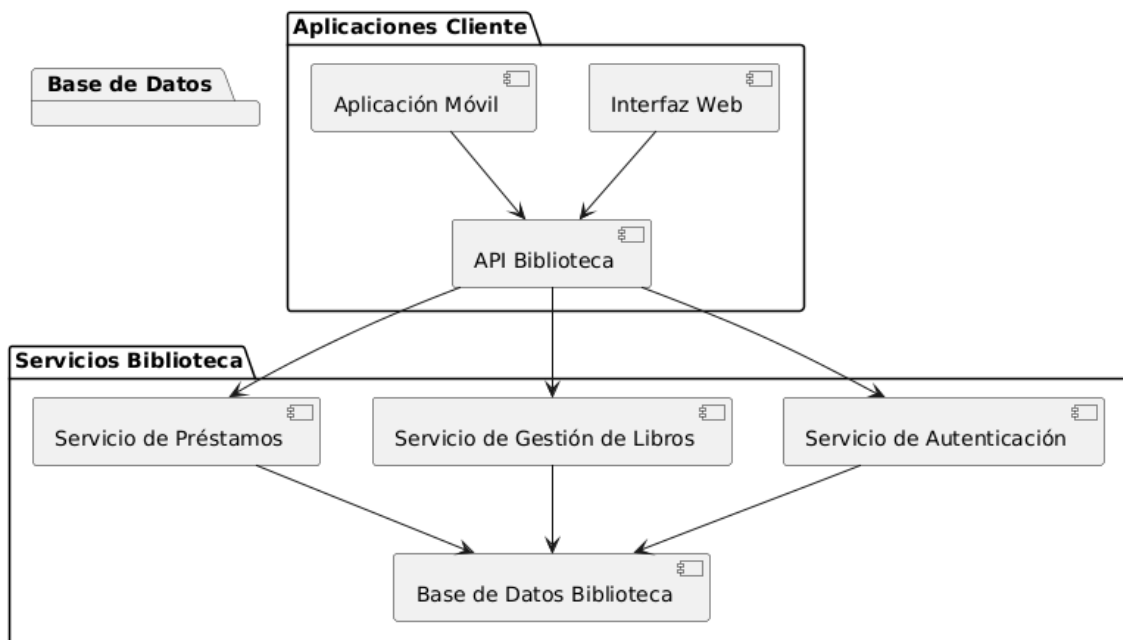 Aplicaciones Cliente
Base de Datos
Aplicación Móvil
Interfaz Web
API Biblioteca
Servicios Biblioteca
Servicio de Préstamos
Servicio de Gestión de Libros
Servicio de Autenticación
Base de Datos Biblioteca